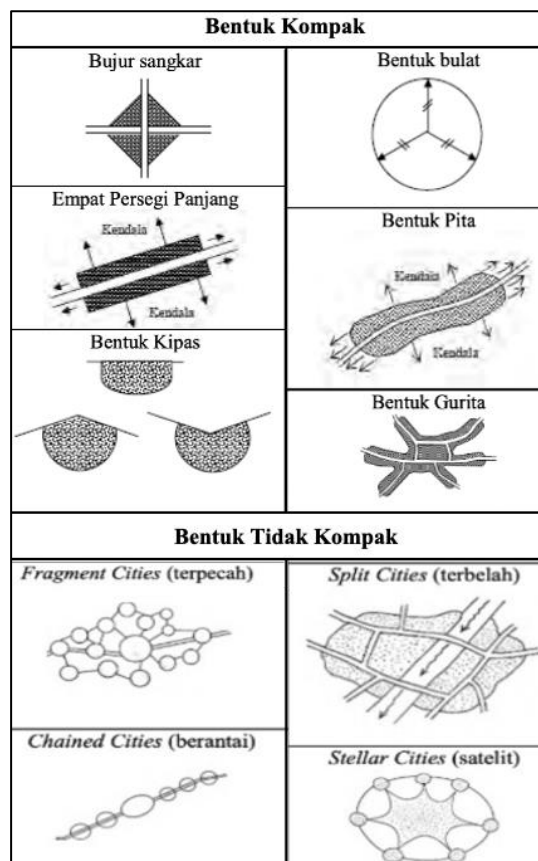 Bentuk Kompak
Bujur sangkar
Bentuk bulat
Empat Persegi Panjang
Kendala
Kendala
Bentuk Pita
Kendala
Kendala
Bentuk Kipas
Bentuk Gurita
Bentuk Tidak Kompak
Fragment Cities (terpecah)
Split Cities (terbelah)
Chained Cities (berantai)
Stellar Cities (satelit)